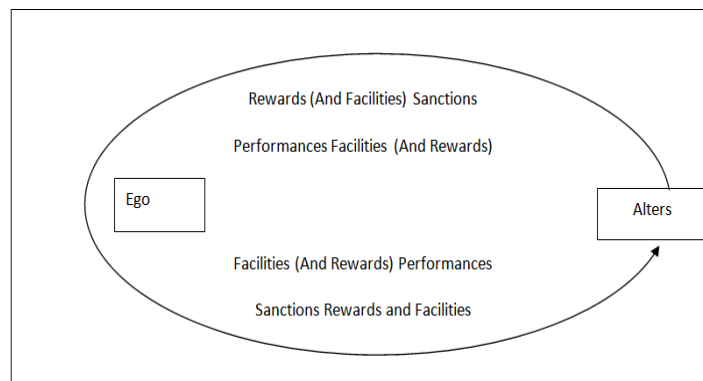 Rewards (And Facilities) Sanctions
Performances Facilities (And Rewards)
Ego
Alters
Facilities (And Rewards) Performances
Sanctions Rewards and Facilities